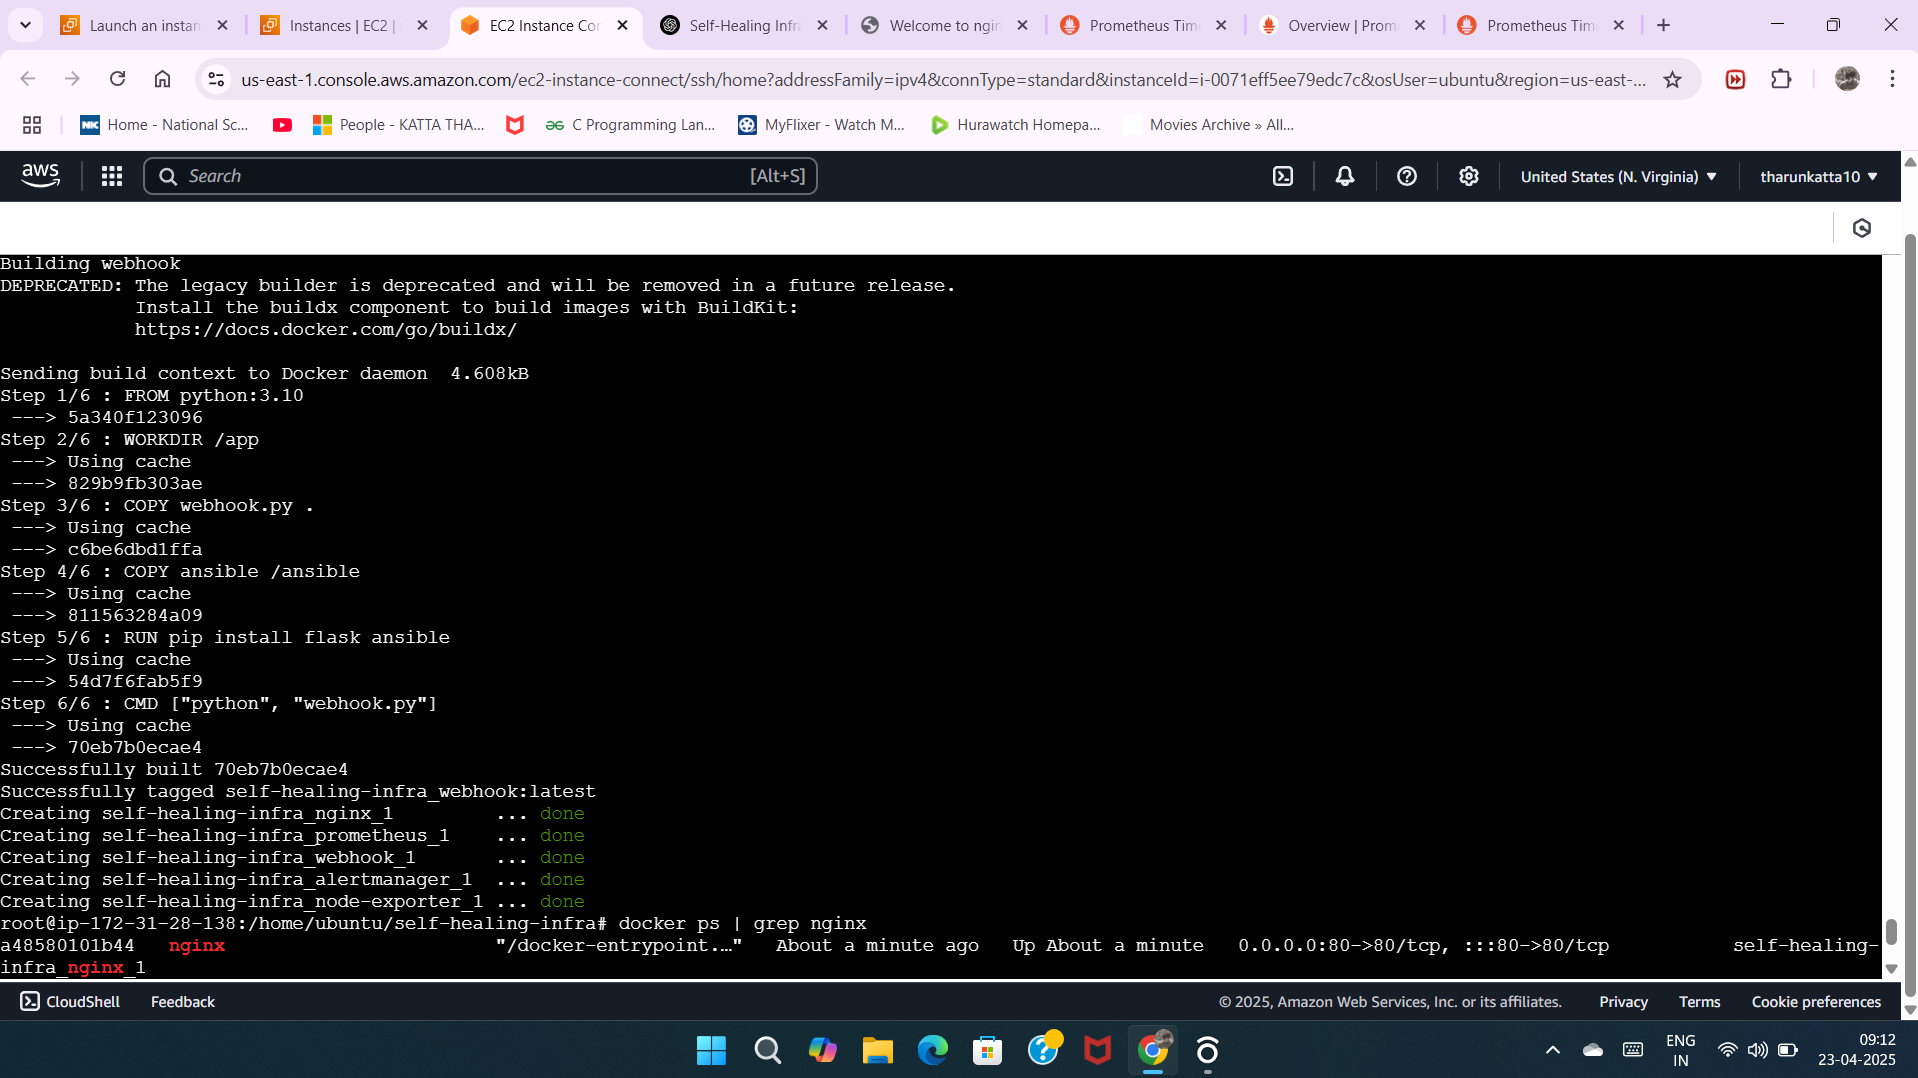 Launch an instan
Instances | EC2 |
EC2 Instance Con
Self-Healing Infra
Welcome to ngin
Prometheus Time
Overview | Prom
Prometheus Time
us-east-1.console.aws.amazon.com/ec2-instance-connect/ssh/home?addressFamily=ipv4&connType=standard&instanceId=i-0071eff5ee79edc7c&osUser=ubuntu&region=us-east-...
NK Home - National Sc...
People - KATTA THA...
C Programming Lan...
MyFlixer - Watch M...
Hurawatch Homepa...
Movies Archive » All...
aws
Search
[Alt+S]
United States (N. Virginia)
tharunkatta10
Building webhook
DEPRECATED: The legacy builder is deprecated and will be removed in a future release.
Install the buildx component to build images with BuildKit:
https://docs.docker.com/go/buildx/
Sending build context to Docker daemon  4.608kB
Step 1/6 : FROM python:3.10
---> 5a340f123096
Step 2/6 : WORKDIR /app
---> Using cache
---> 829b9fb303ae
Step 3/6 : COPY webhook.py .
---> Using cache
---> c6be6dbd1ffa
Step 4/6 : COPY ansible /ansible
---> Using cache
---> 811563284a09
Step 5/6 : RUN pip install flask ansible
---> Using cache
---> 54d7f6fab5f9
Step 6/6 : CMD ["python", "webhook.py"]
---> Using cache
---> 70eb7b0ecae4
Successfully built 70eb7b0ecae4
Successfully tagged self-healing-infra_webhook:latest
Creating self-healing-infra_nginx_1 ... done
Creating self-healing-infra_prometheus_1 ... done
Creating self-healing-infra_webhook_1 ... done
Creating self-healing-infra_alertmanager_1 ... done
Creating self-healing-infra_node-exporter_1 ... done
root@ip-172-31-28-138:/home/ubuntu/self-healing-infra# docker ps | grep nginx
a48580101b44 nginx "/docker-entrypoint.…" About a minute ago Up About a minute 0.0.0.0:80->80/tcp, :::80->80/tcp self-healing-
infra_nginx_1
CloudShell
Feedback
© 2025, Amazon Web Services, Inc. or its affiliates.
Privacy
Terms
Cookie preferences
ENG
IN
09:12
23-04-2025